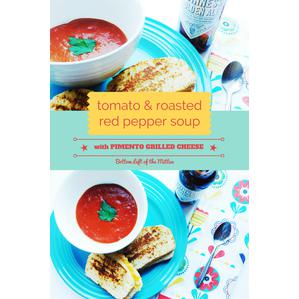 tomato & roasted
red pepper soup
with PIMENTO GRILLED CHEESE
Bottom Left of the Mitten